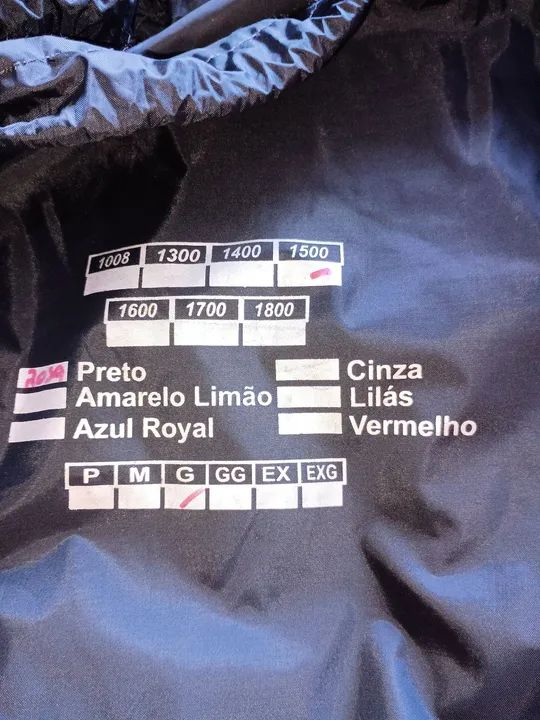 1008 1300 1400 1500
1600 1700 1800
Rosa Preto Cinza
Amarelo Limão Lilás
Azul Royal Vermelho
P M G GG EX EXG